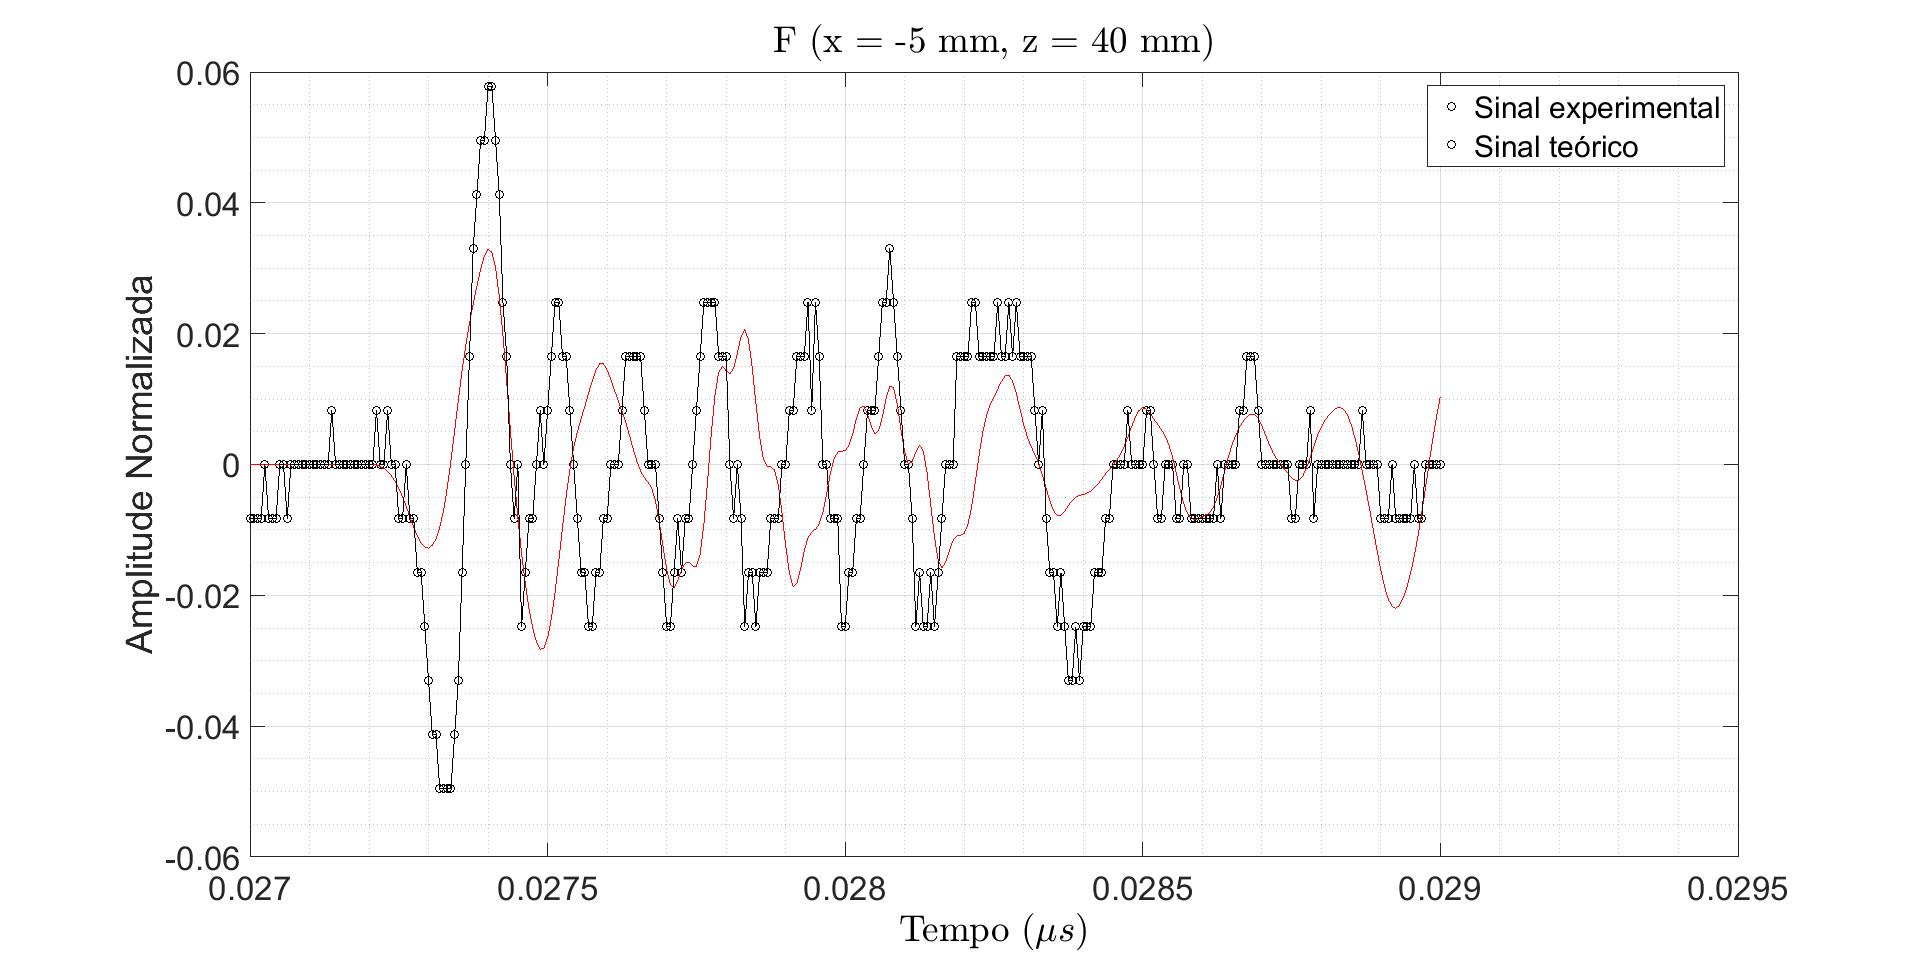 F (x = -5 mm, z = 40 mm)
0.06
0.04
0.02
0
-0.02
-0.04
-0.06
Amplitude Normalizada
Sinal experimental
Sinal teórico
0.027 0.0275 0.028 0.0285 0.029 0.0295
Tempo (μs)